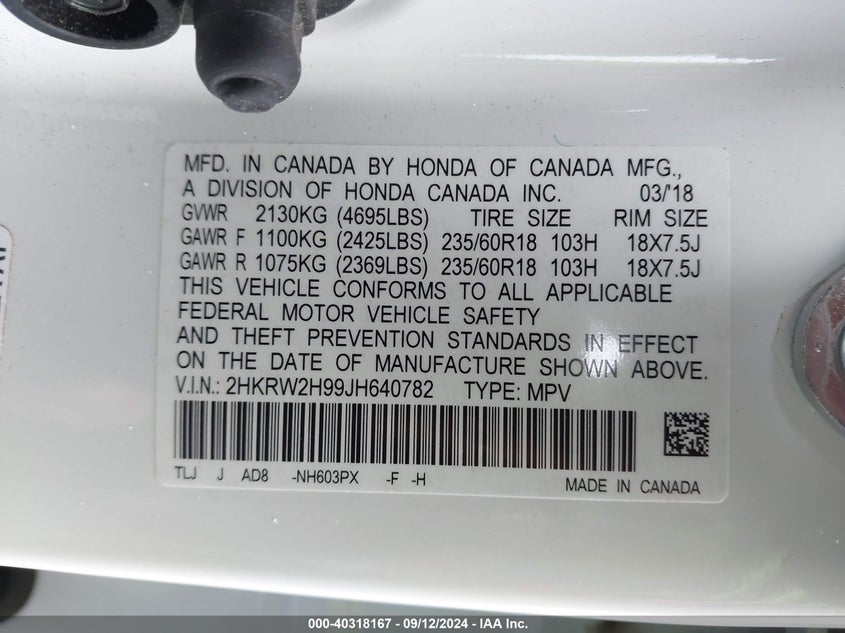 MFD. IN CANADA BY HONDA OF CANADA MFG.,
A DIVISION OF HONDA CANADA INC. 03/'18
GVWR 2130KG (4695LBS) TIRE SIZE RIM SIZE
GAWR F 1100KG (2425LBS) 235/60R18 103H 18X7.5J
GAWR R 1075KG (2369LBS) 235/60R18 103H 18X7.5J
THIS VEHICLE CONFORMS TO ALL APPLICABLE
FEDERAL MOTOR VEHICLE SAFETY
AND THEFT PREVENTION STANDARDS IN EFFECT
ON THE DATE OF MANUFACTURE SHOWN ABOVE.
V.I.N.: 2HKRW2H99JH640782 TYPE: MPV
TLJ J AD8 -NH603PX -F -H
MADE IN CANADA
000-40318167 - 09/12/2024 - IAA Inc.